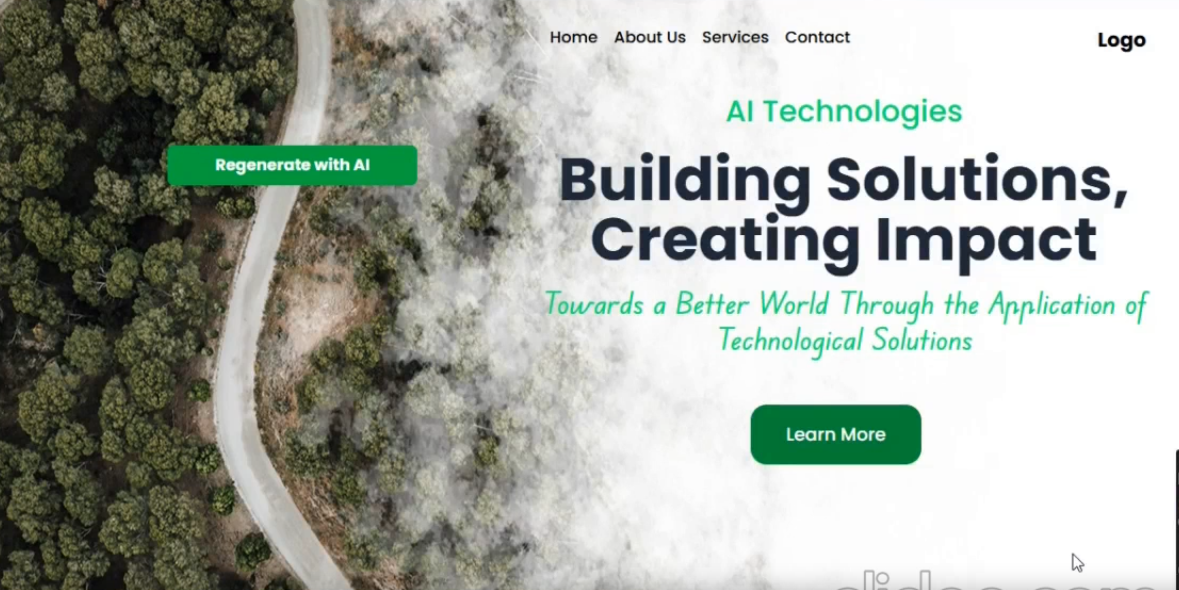 Home About Us Services Contact
Logo
AI Technologies
Regenerate with AI
Building Solutions,
Creating Impact
Towards a Better World Through the Application of
Technological Solutions
Learn More